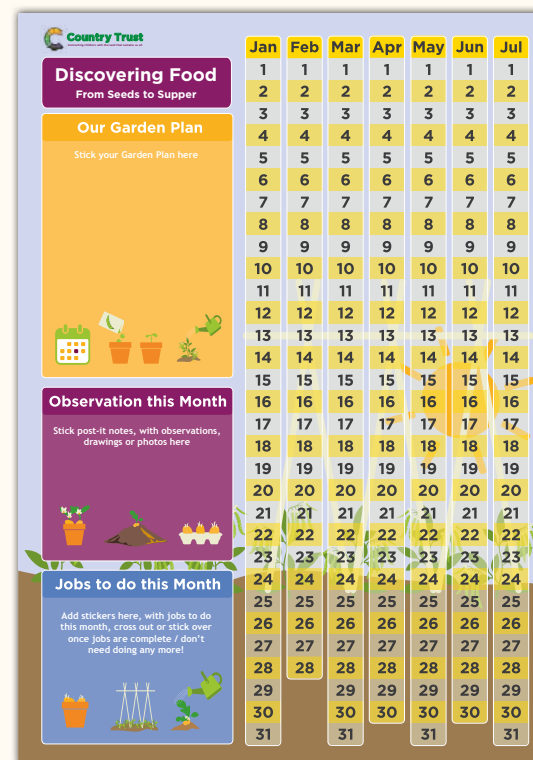 Country Trust
Discovering Food
From Seeds to Supper
Our Garden Plan
Stick your Garden Plan here
Observation this Month
Stick post-it notes, with observations,
drawings or photos here
Jobs to do this Month
Add stickers here, with jobs to do
this month, cross out or stick over
once jobs are complete / don't
need doing any more!
Jan Feb Mar Apr May Jun Jul
1 1 1 1 1 1 1
2 2 2 2 2 2 2
3 3 3 3 3 3 3
4 4 4 4 4 4 4
5 5 5 5 5 5 5
6 6 6 6 6 6 6
7 7 7 7 7 7 7
8 8 8 8 8 8 8
9 9 9 9 9 9 9
10 10 10 10 10 10 10
11 11 11 11 11 11 11
12 12 12 12 12 12 12
13 13 13 13 13 13 13
14 14 14 14 14 14 14
15 15 15 15 15 15 15
16 16 16 16 16 16 16
17 17 17 17 17 17 17
18 18 18 18 18 18 18
19 19 19 19 19 19 19
20 20 20 20 20 20 20
21 21 21 21 21 21 21
22 22 22 22 22 22 22
23 23 23 23 23 23 23
24 24 24 24 24 24 24
25 25 25 25 25 25 25
26 26 26 26 26 26 26
27 27 27 27 27 27 27
28 28 28 28 28 28 28
29 29 29 29 29 29
30 30 30 30 30 30
31 31 31 31